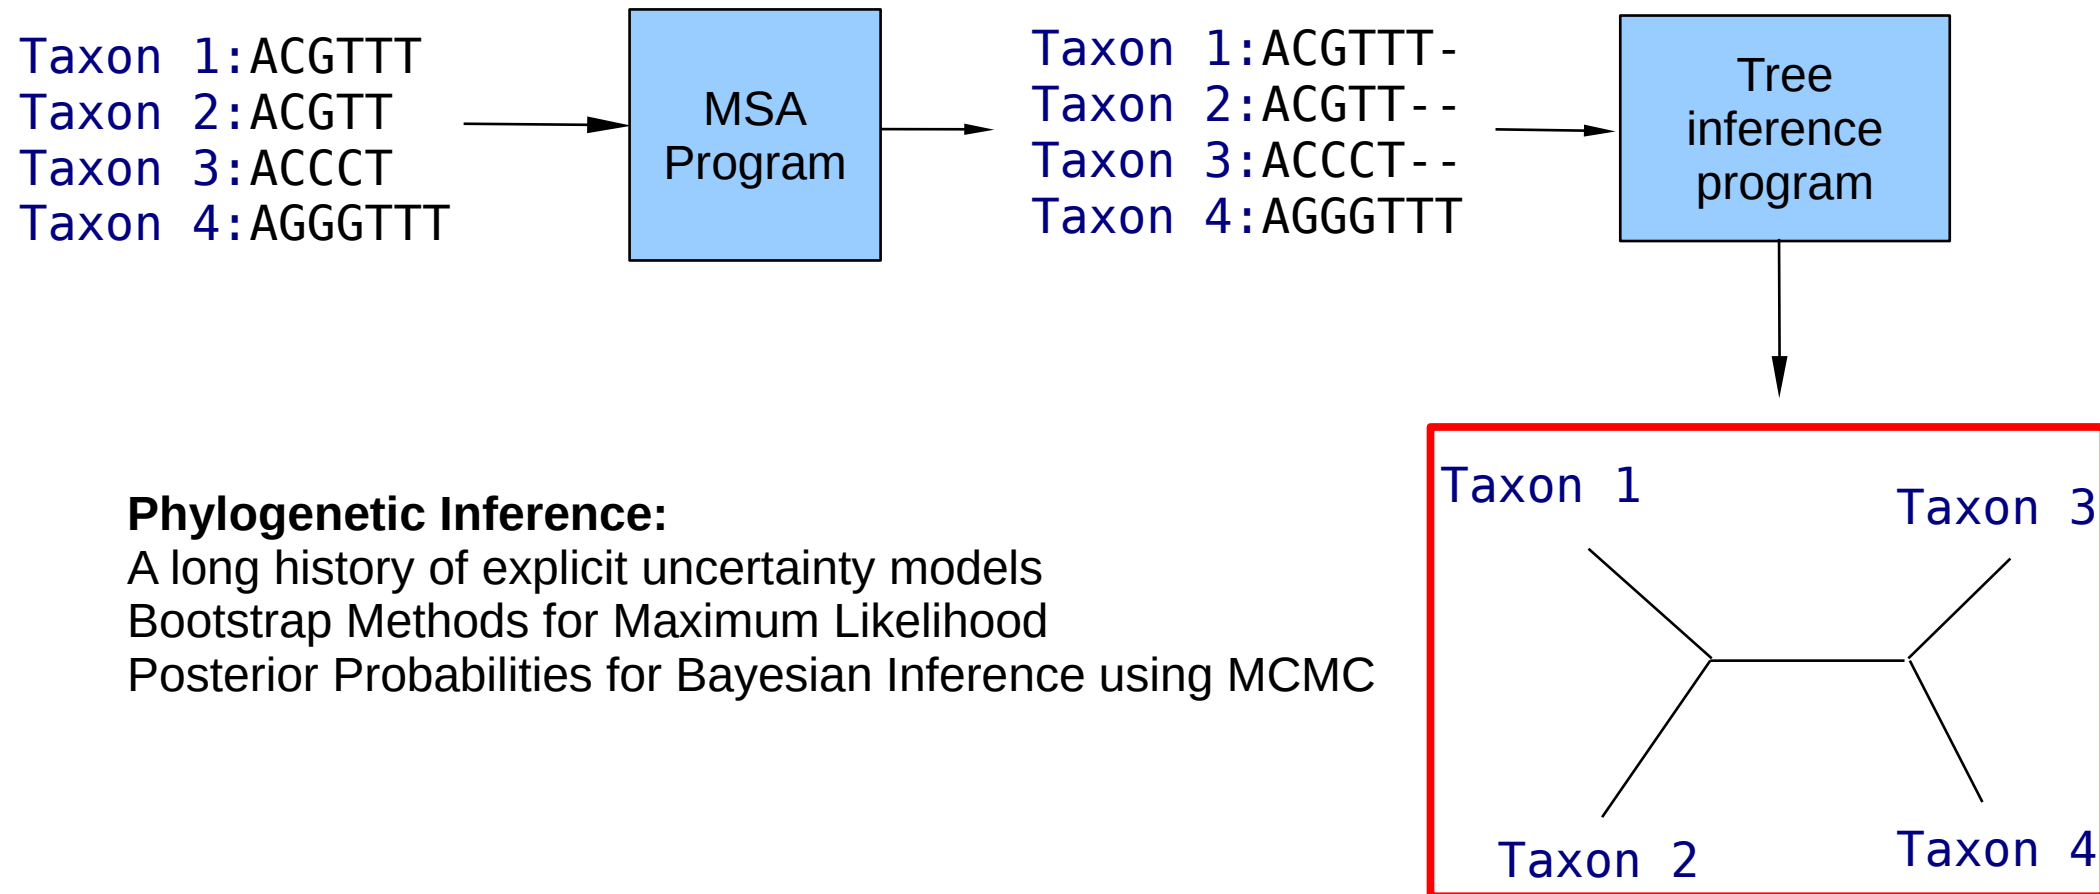 Taxon 1:ACGTTT
Taxon 2:ACGTT
Taxon 3:ACCCT
Taxon 4:AGGGTTT
MSA
Program
Taxon 1:ACGTTT-
Taxon 2:ACGTT--
Taxon 3:ACCCT--
Taxon 4:AGGGTTT
Tree
inference
program
Phylogenetic Inference:
A long history of explicit uncertainty models
Bootstrap Methods for Maximum Likelihood
Posterior Probabilities for Bayesian Inference using MCMC
Taxon 1
Taxon 3
Taxon 2
Taxon 4